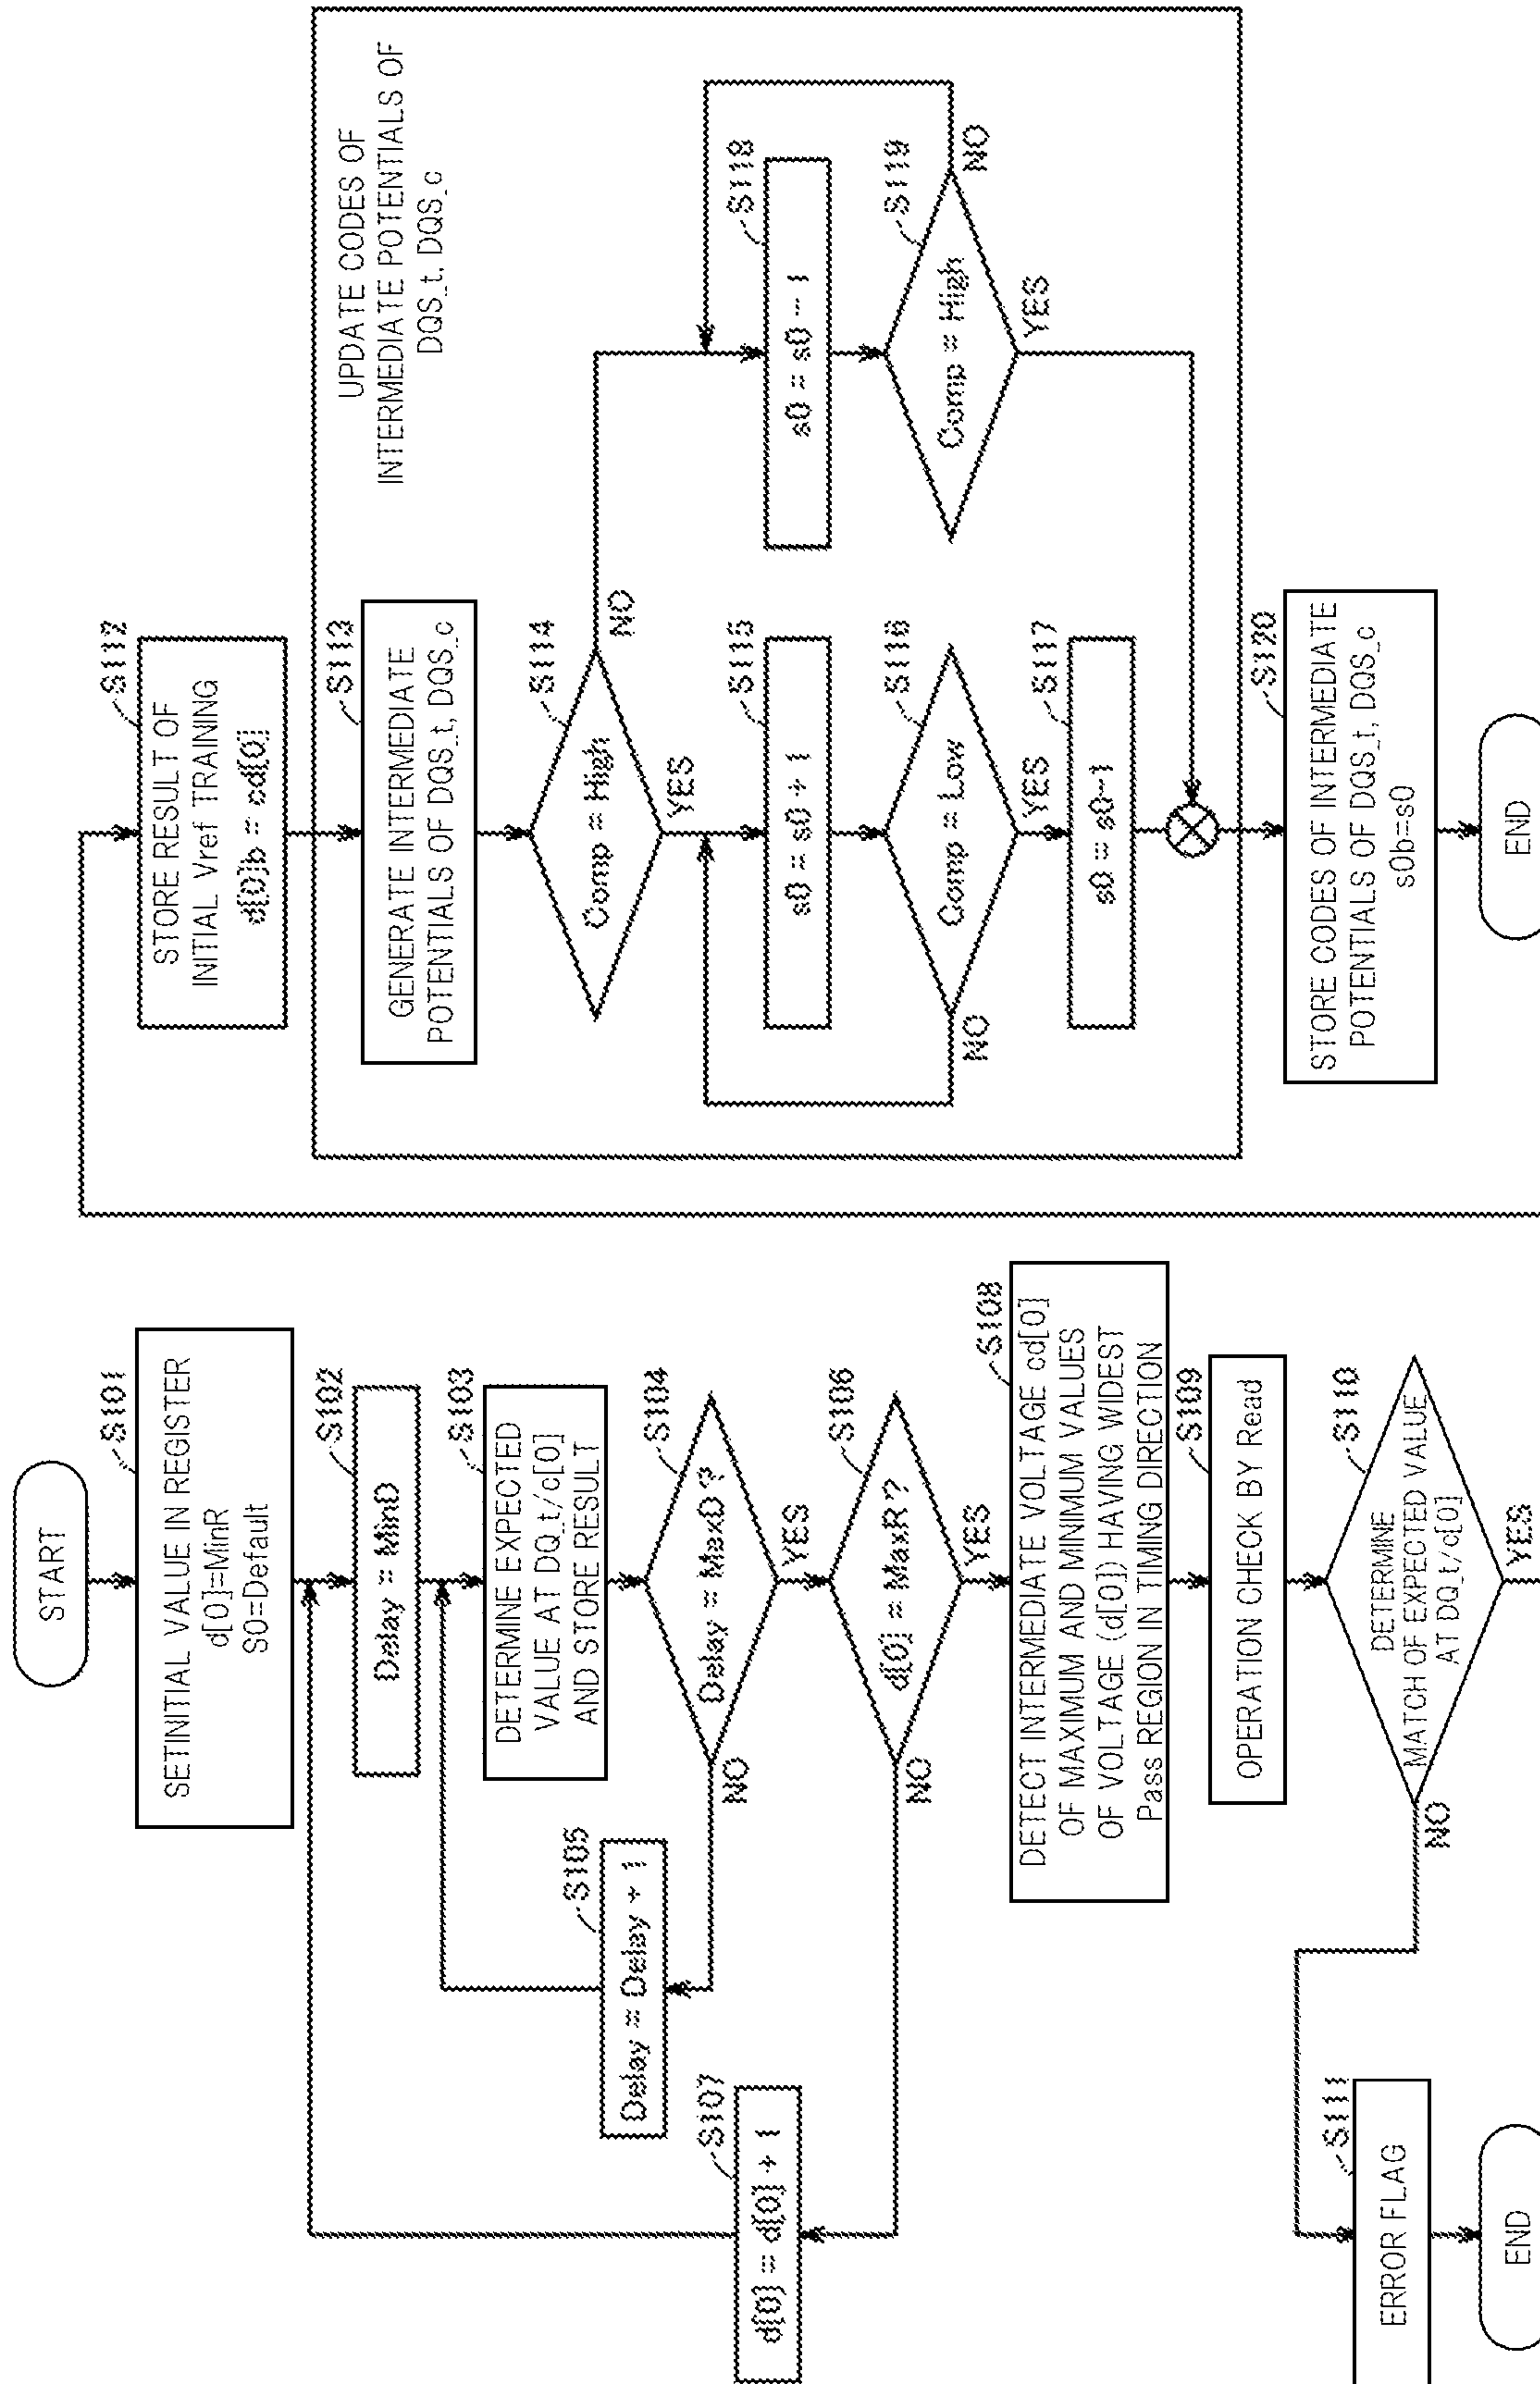 START
S101
SETINITIAL VALUE IN REGISTER
d[0]=MinR
S0=Default
S102
Delay = MinD
S103
DETERMINE EXPECTED
VALUE AT DQ_t/c[0]
AND STORE RESULT
S104
Delay = MaxD?
NO
YES
S105
Delay = Delay + 1
S106
d[0] = MaxR?
NO
YES
S107
d[0] = d[0] + 1
S108
DETECT INTERMEDIATE VOLTAGE cd[0]
OF MAXIMUM AND MINIMUM VALUES
OF VOLTAGE (d[0]) HAVING WIDEST
Pass REGION IN TIMING DIRECTION
S109
OPERATION CHECK BY Read
S110
DETERMINE
MATCH OF EXPECTED VALUE
AT DQ_t/c[0]
NO
YES
S111
ERROR FLAG
END
S112
STORE RESULT OF
INITIAL Vref TRAINING
d[0]b = cd[0]
UPDATE CODES OF
INTERMEDIATE POTENTIALS OF
DQS_t, DQS_c
S113
GENERATE INTERMEDIATE
POTENTIALS OF DQS_t, DQS_c
S114
Comp = High
NO
YES
S115
s0 = s0 + 1
S116
Comp = Low
NO
YES
S117
s0 = s0-1
S118
s0 = s0 - 1
S119
Comp = High
NO
YES
S120
STORE CODES OF INTERMEDIATE
POTENTIALS OF DQS_t, DQS_c
s0b=s0
END